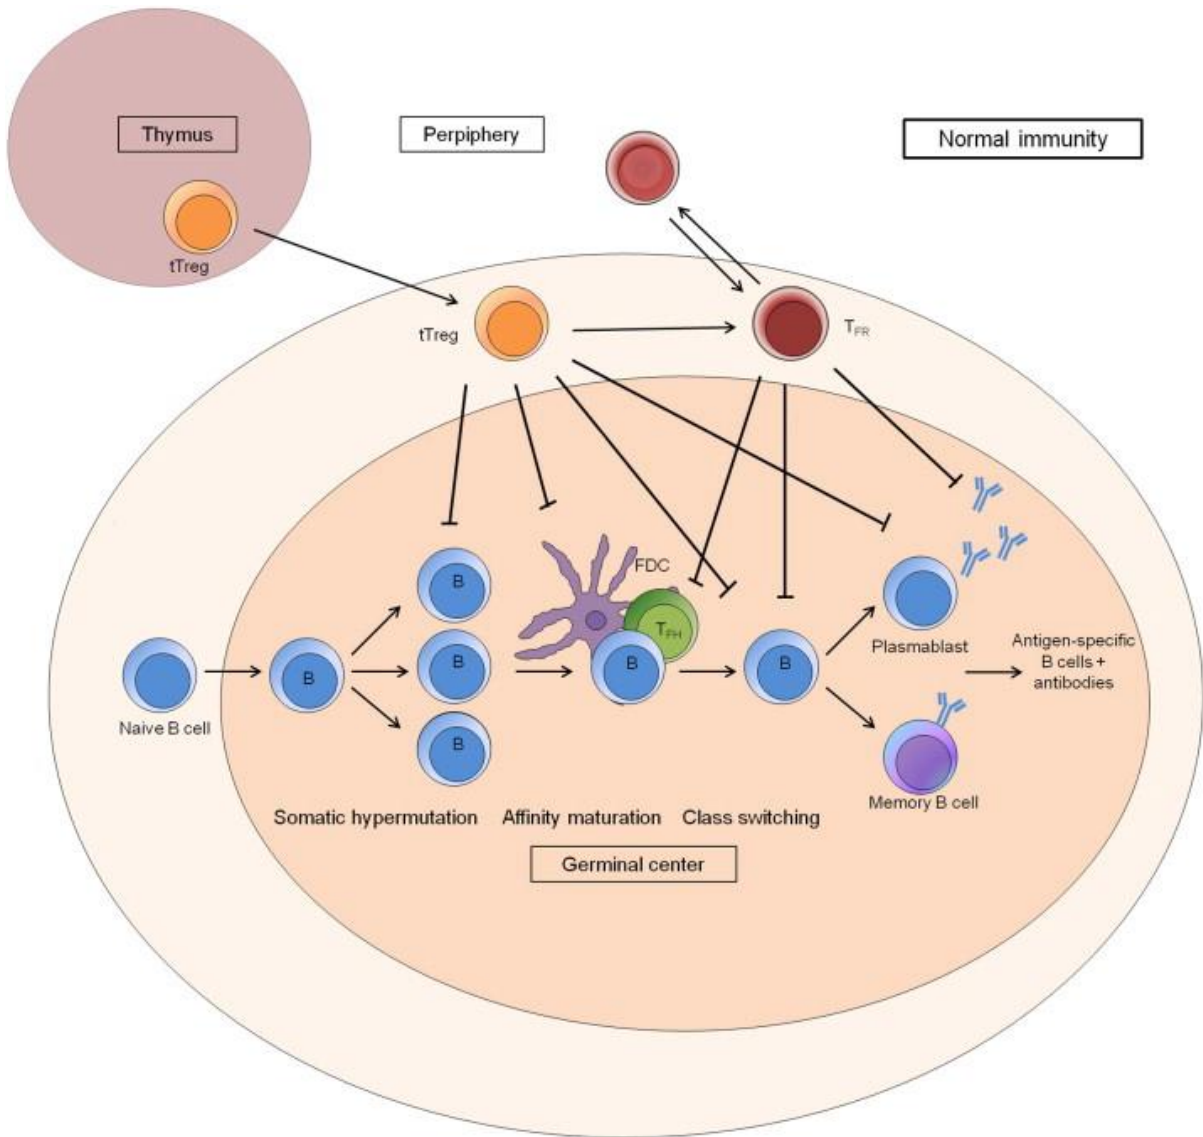 Thymus
Perpiphery
Normal immunity
tTreg
tTreg
TFR
FDC
B
TFH
B
B
B
B
B
Naive B cell
Plasmablast
Antigen-specific
B cells +
antibodies
B
Memory B cell
Somatic hypermutation
Affinity maturation
Class switching
Germinal center